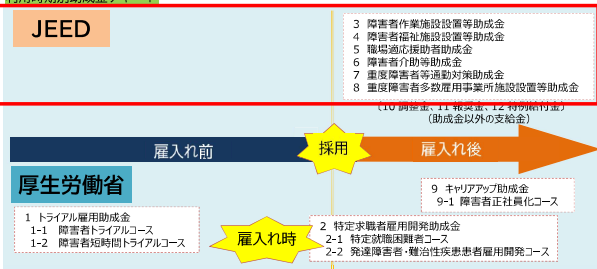 JEED
3 障害者作業施設設置等助成金
4 障害者福祉施設設置等助成金
5 職場適応援助者助成金
6 障害者介助等助成金
7 重度障害者等通勤対策助成金
8 重度障害者多数雇用事業所施設設置等助成金
(10 調整金、11 報奨金、12 特例給付金)
(助成金以外の支給金)
雇入れ前
採用
雇入れ後
厚生労働省
9 キャリアアップ助成金
9-1 障害者正社員化コース
1 トライアル雇用助成金
1-1 障害者トライアルコース
1-2 障害者短時間トライアルコース
雇入れ時
2 特定求職者雇用開発助成金
2-1 特定就職困難者コース
2-2 発達障害者・難治性疾患患者雇用開発コース